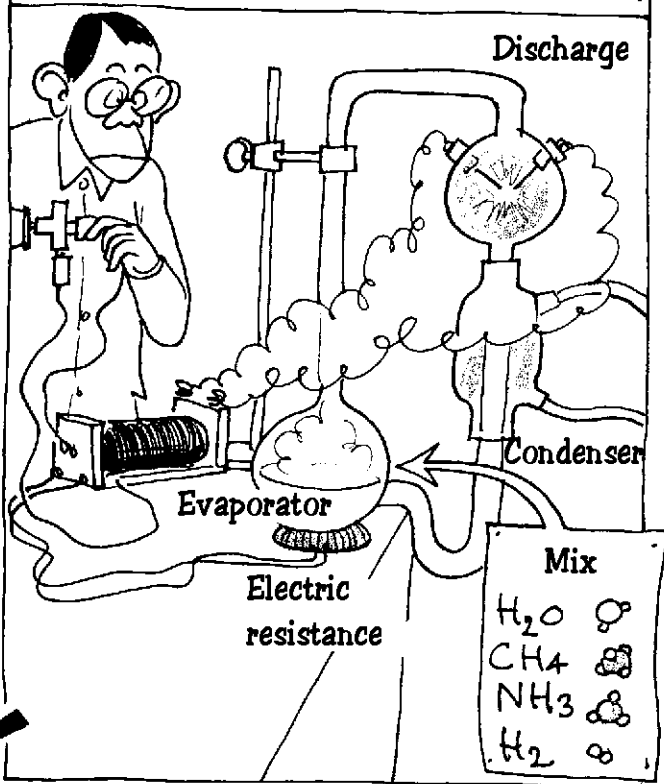 Discharge
Condenser
Evaporator
Electric
resistance
Mix
H₂O
CH₄
NH₃
H₂